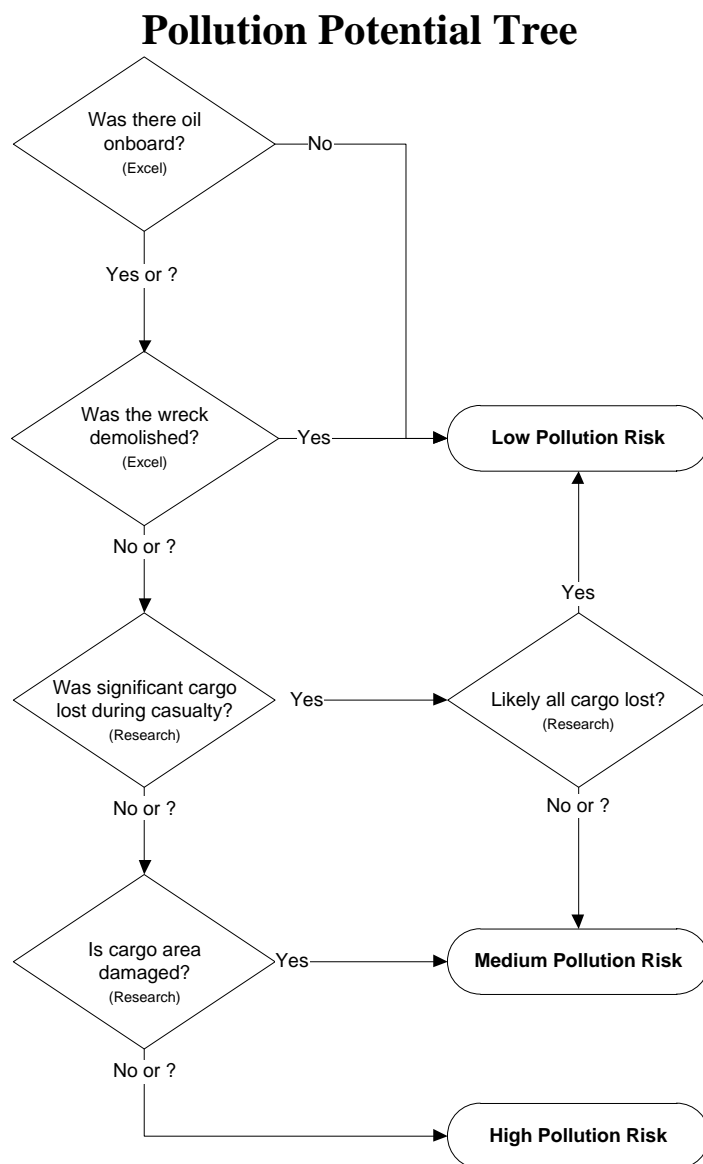 Pollution Potential Tree
Was there oil
onboard?
(Excel)
No
Yes or ?
Was the wreck
demolished?
(Excel)
Yes
Low Pollution Risk
No or ?
Yes
Was significant cargo
lost during casualty?
(Research)
Yes
Likely all cargo lost?
(Research)
No or ?
No or ?
Is cargo area
damaged?
(Research)
Yes
Medium Pollution Risk
No or ?
High Pollution Risk